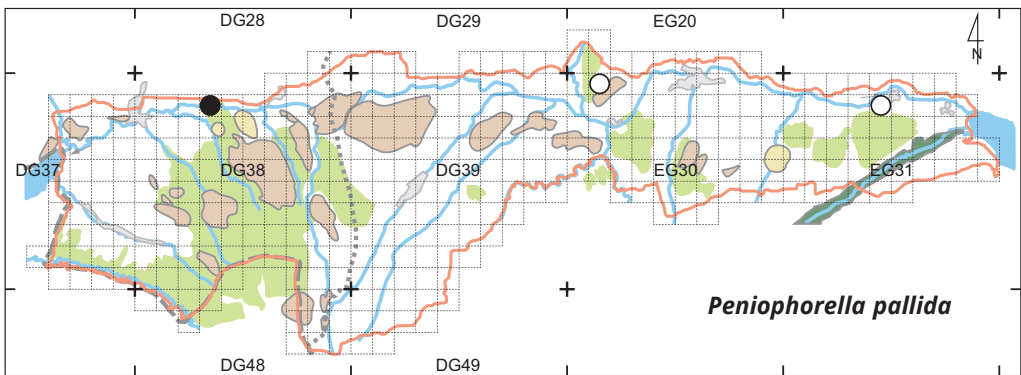 DG28 DG29 EG20
N
DG37 DG38 DG39 EG30 EG31
Peniophorella pallida
DG48 DG49